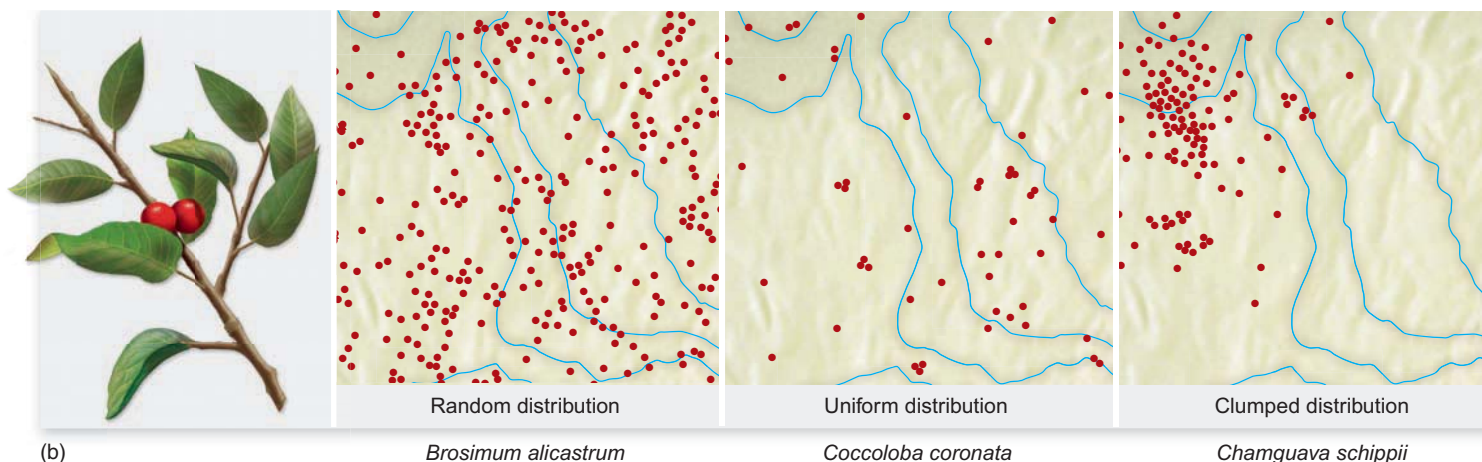 Random distribution
Uniform distribution
Clumped distribution
(b)
Brosimum alicastrum
Coccoloba coronata
Chamguava schippii